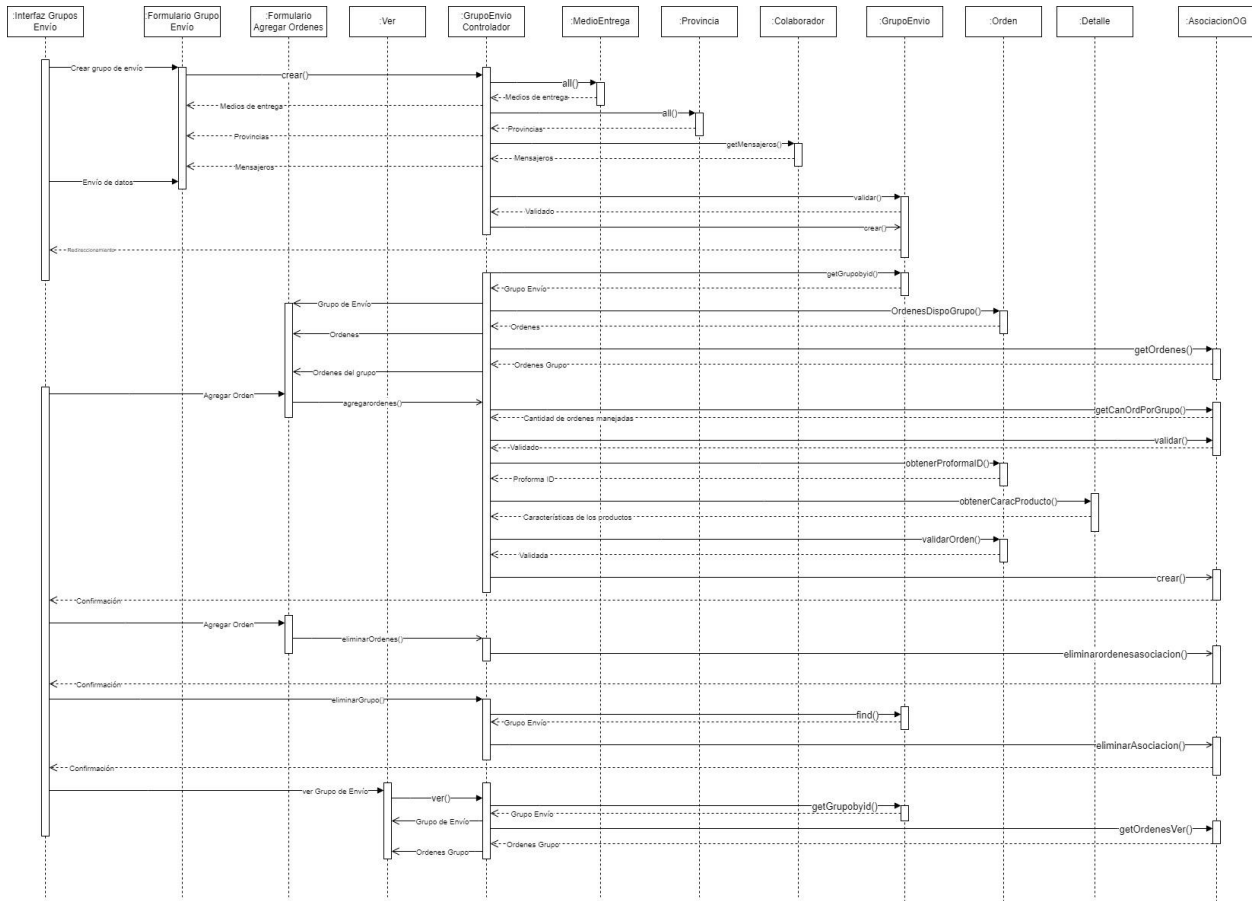 :Interfaz Grupos
Envío
:Formulario Grupo
Envío
:Formulario
Agregar Ordenes
:Ver
:GrupoEnvio
Controlador
:MedioEntrega
:Provincia
:Colaborador
:GrupoEnvio
:Orden
:Detalle
:AsociacionOG
Crear grupo de envío
crear()
all()
Medios de entrega
Medios de entrega
all()
Provincias
Provincias
getMensajeros()
Mensajeros
Mensajeros
Envío de datos
validar()
Validado
crear()
Redireccionamiento
getGrupobyid()
Grupo Envío
Grupo de Envío
OrdenesDispoGrupo()
Ordenes
Ordenes
getOrdenes()
Ordenes Grupo
Ordenes del grupo
Agregar Orden
agregarordenes()
getCanOrdPorGrupo()
Cantidad de ordenes manejadas
validar()
Validado
obtenerProformaID()
Proforma ID
obtenerCaracProducto()
Características de los productos
validarOrden()
Validada
crear()
Confirmación
Agregar Orden
eliminarOrdenes()
eliminarordenesasociacion()
Confirmación
eliminarGrupo()
find()
Grupo Envío
eliminarAsociacion()
Confirmación
ver Grupo de Envío
ver()
getGrupobyid()
Grupo Envío
Grupo de Envío
getOrdenesVer()
Ordenes Grupo
Ordenes Grupo